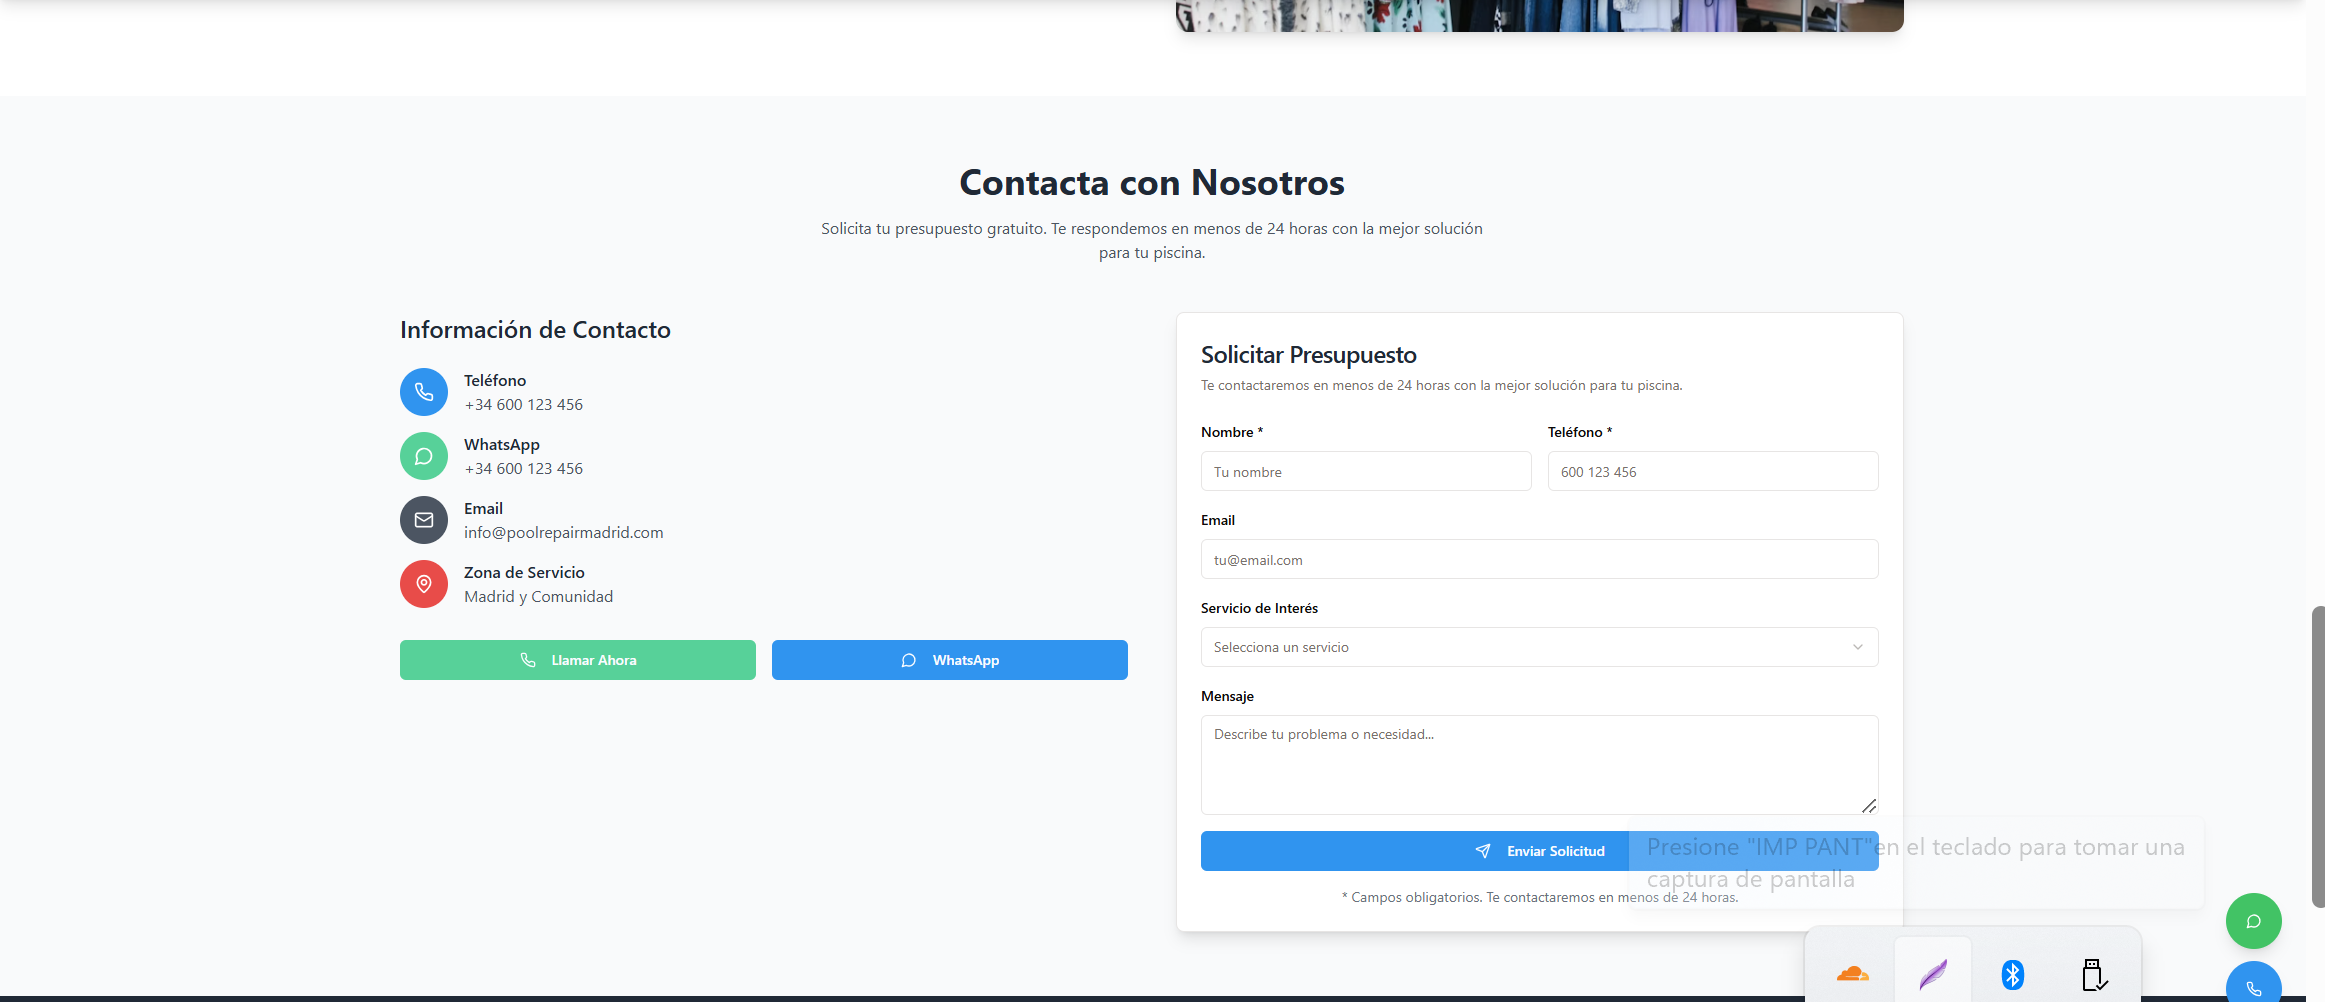 Contacta con Nosotros
Solicita tu presupuesto gratuito. Te respondemos en menos de 24 horas con la mejor solución
para tu piscina.
Información de Contacto
Teléfono
+34 600 123 456
WhatsApp
+34 600 123 456
Email
info@poolrepairmadrid.com
Zona de Servicio
Madrid y Comunidad
Llamar Ahora
WhatsApp
Solicitar Presupuesto
Te contactaremos en menos de 24 horas con la mejor solución para tu piscina.
Nombre *
Teléfono *
Tu nombre
600 123 456
Email
tu@email.com
Servicio de Interés
Selecciona un servicio
Mensaje
Describe tu problema o necesidad...
Enviar Solicitud
* Campos obligatorios. Te contactaremos en menos de 24 horas.
Presione "IMP PANT"en el teclado para tomar una
captura de pantalla